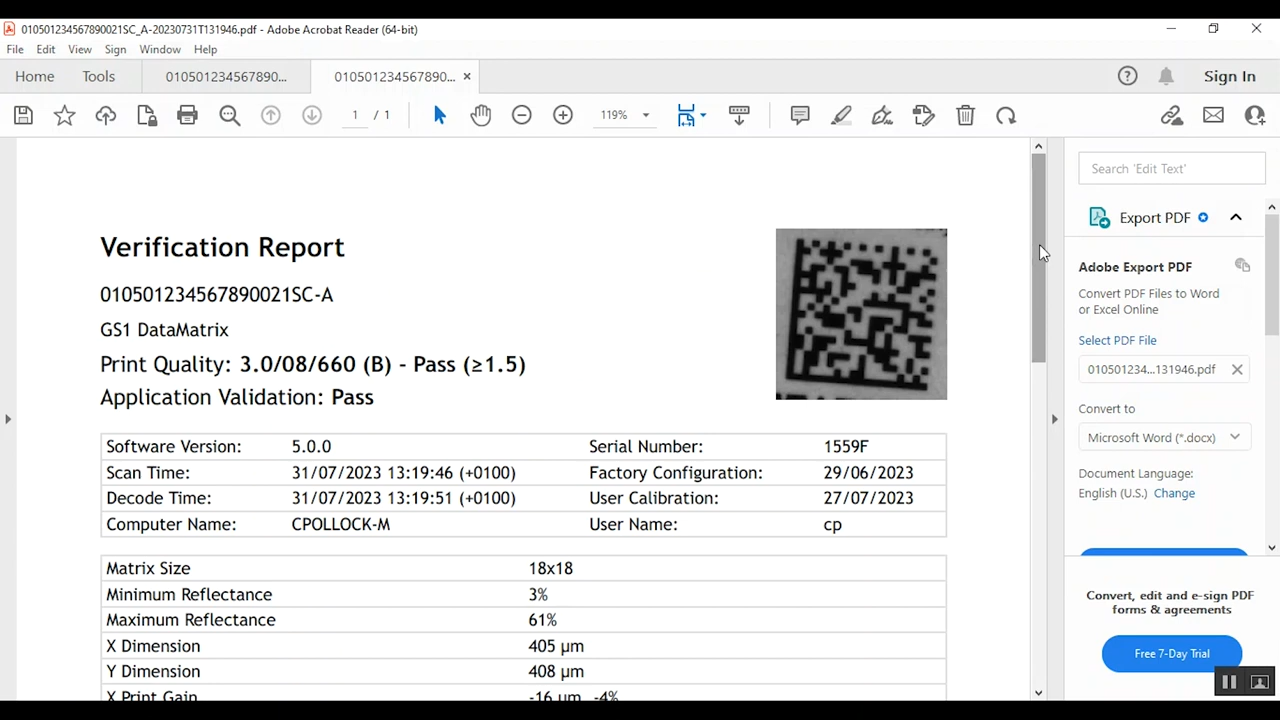 010501234567890021SC_A-20230731T131946.pdf - Adobe Acrobat Reader (64-bit)
File Edit View Sign Window Help
Home Tools 010501234567890... 010501234567890... × Sign In
1 / 1 119%
Search 'Edit Text'
Export PDF
Verification Report
010501234567890021SC-A
GS1 DataMatrix
Print Quality: 3.0/08/660 (B) - Pass (≥1.5)
Application Validation: Pass
Software Version: 5.0.0 Serial Number: 1559F
Scan Time: 31/07/2023 13:19:46 (+0100) Factory Configuration: 29/06/2023
Decode Time: 31/07/2023 13:19:51 (+0100) User Calibration: 27/07/2023
Computer Name: CPOLLOCK-M User Name: cp
Matrix Size 18x18
Minimum Reflectance 3%
Maximum Reflectance 61%
X Dimension 405 µm
Y Dimension 408 µm
X Print Gain -16 µm -4%
Adobe Export PDF
Convert PDF Files to Word
or Excel Online
Select PDF File
010501234...131946.pdf
Convert to
Microsoft Word (*.docx)
Document Language:
English (U.S.) Change
Convert, edit and e-sign PDF
forms & agreements
Free 7-Day Trial